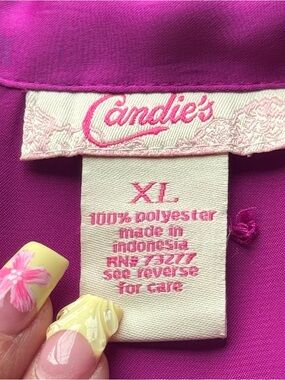 Candie's
XL
100% polyester
made in
indonesia
RN# 73277
see reverse
for care